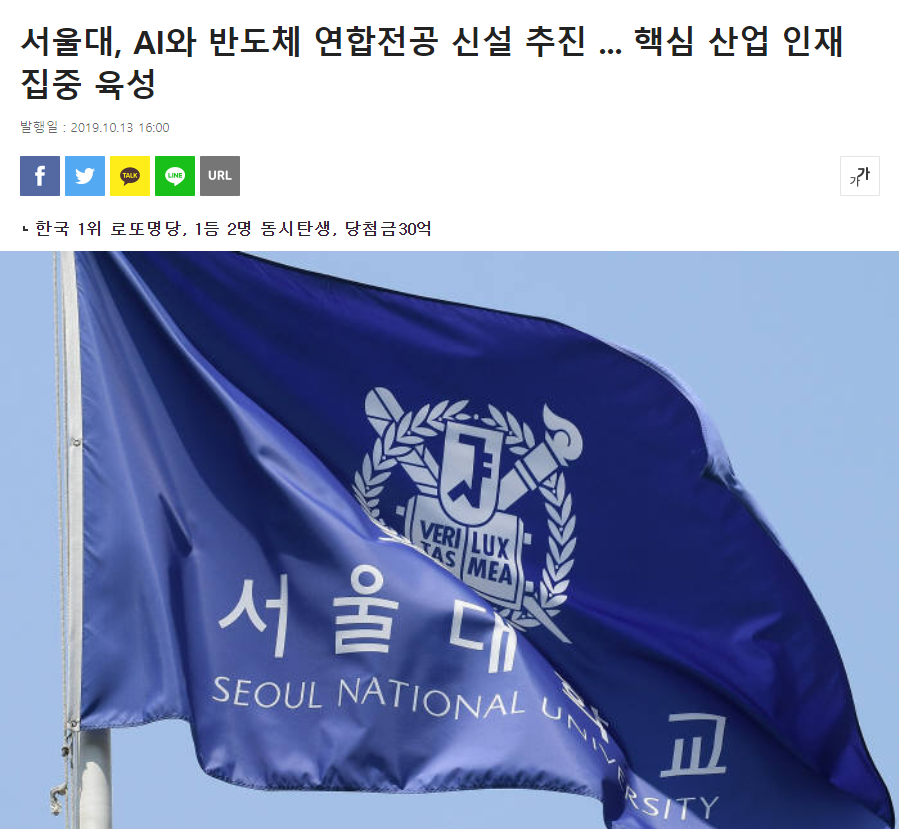 서울대, AI와 반도체 연합전공 신설 추진 ... 핵심 산업 인재
집중 육성
발행일 : 2019.10.13 16:00
f
TALK
LINE
URL
가가
한국 1위 로또명당, 1등 2명 동시탄생, 당첨금30억
VERI LUX
TAS MEA
서울대학교
SEOUL NATIONAL UNIVERSITY